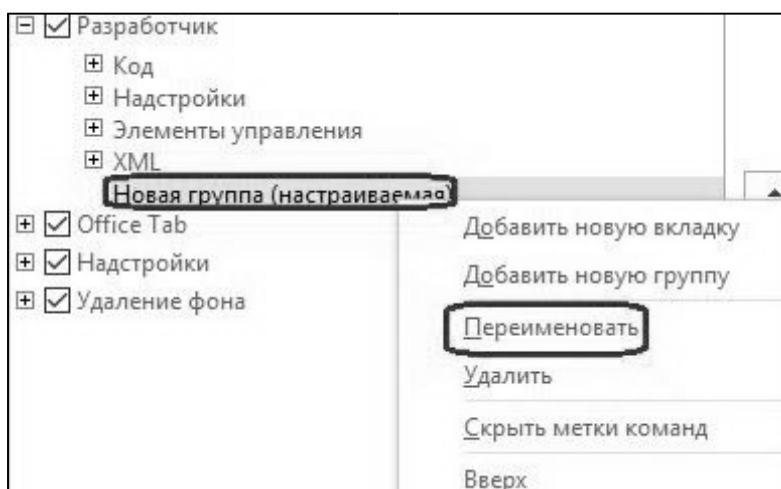 Разработчик
Код
Надстройки
Элементы управления
XML
Новая группа (настраиваемая)
Office Tab
Надстройки
Удаление фона
Добавить новую вкладку
Добавить новую группу
Переименовать
Удалить
Скрыть метки команд
Вверх